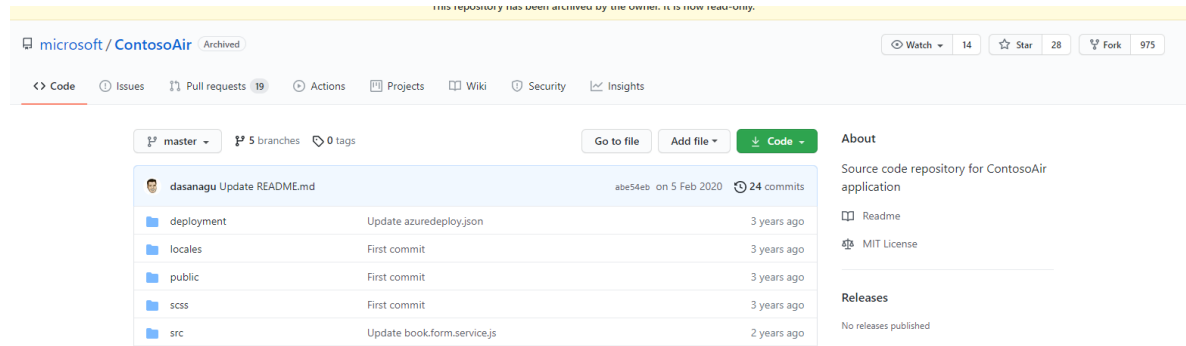 This repository has been archived by the owner. It is now read-only.
microsoft / ContosoAir Archived
Watch 14 Star 28 Fork 975
Code Issues Pull requests 19 Actions Projects Wiki Security Insights
master 5 branches 0 tags Go to file Add file Code
dasanagu Update README.md abe54eb on 5 Feb 2020 24 commits
deployment Update azuredeploy.json 3 years ago
locales First commit 3 years ago
public First commit 3 years ago
scss First commit 3 years ago
src Update book.form.service.js 2 years ago
About
Source code repository for ContosoAir
application
Readme
MIT License
Releases
No releases published